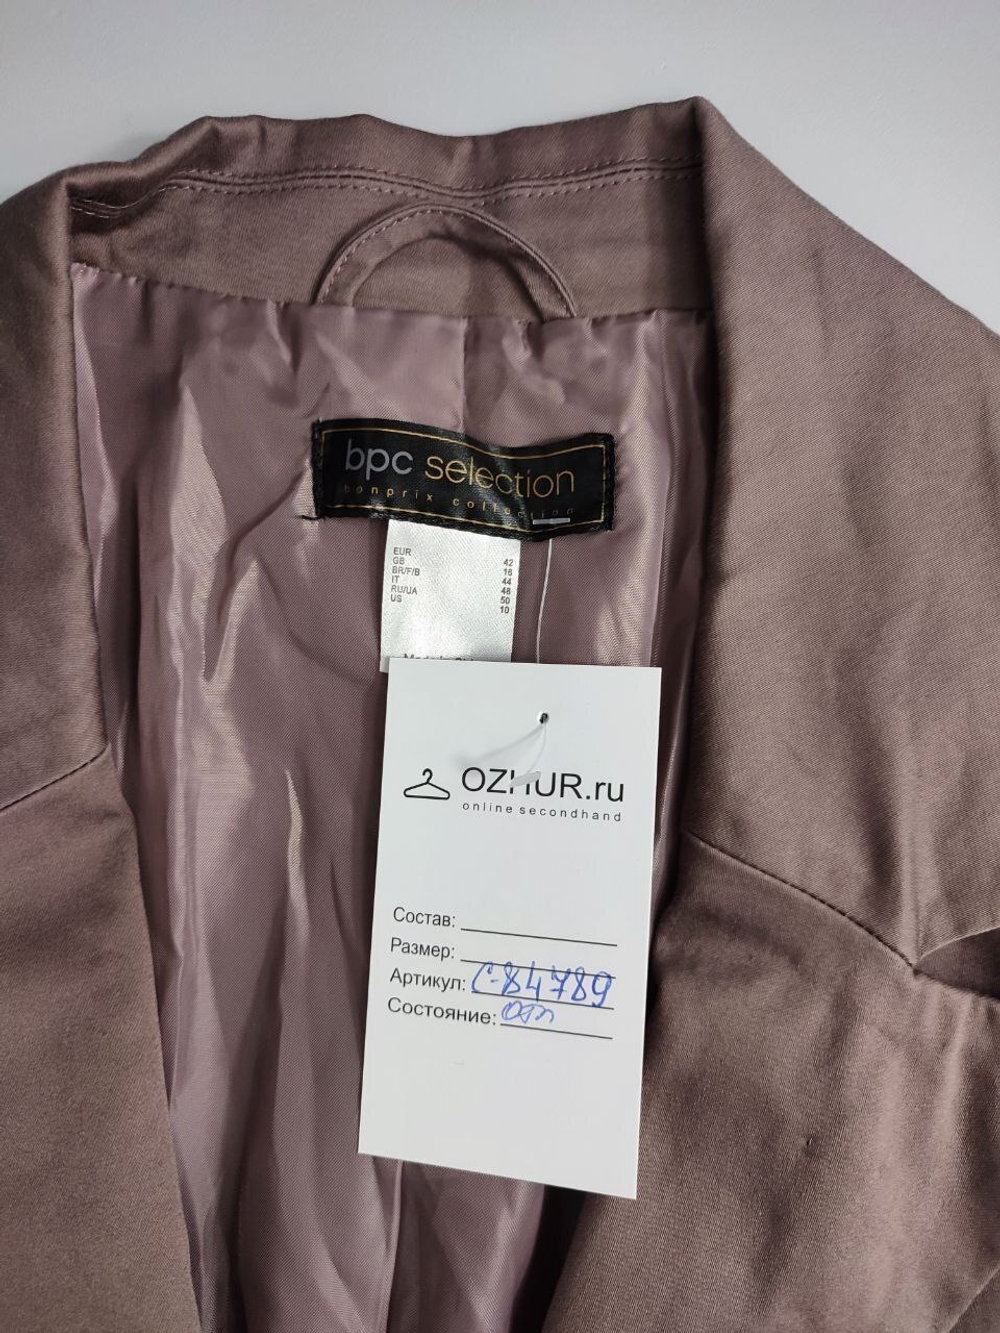 bpc selection
bonprix collection
EUR 42
GB 16
BR/F/B 44
IT 48
RU/UA 50
US 10
OZHUR.ru
online secondhand
Состав:
Размер:
Артикул: С-84789
Состояние: отл